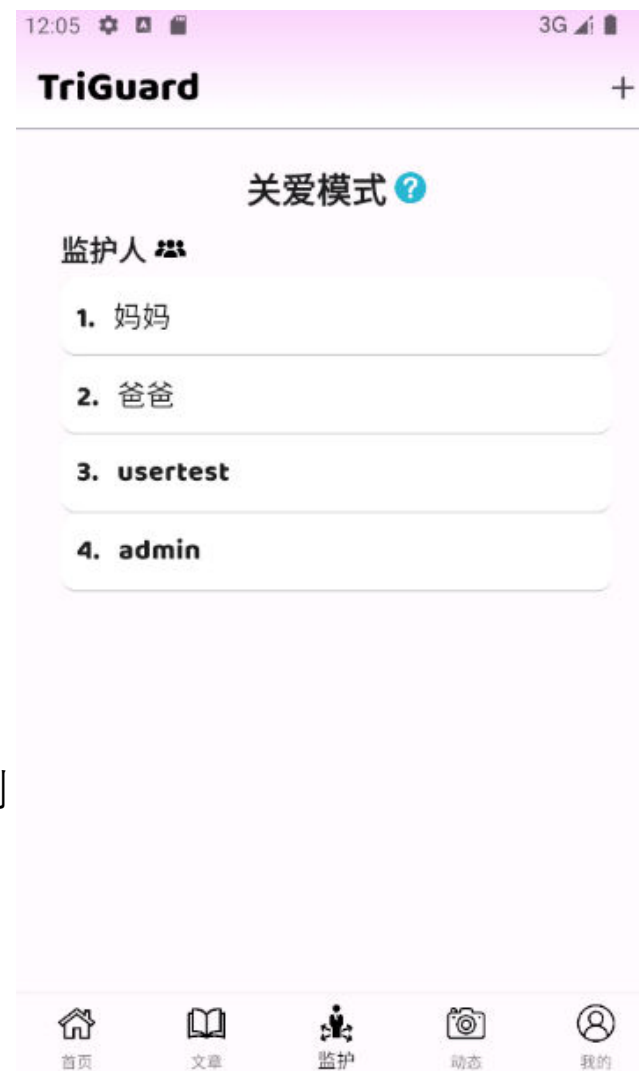 12:05 3G
TriGuard +
关爱模式 ?
监护人
1. 妈妈
2. 爸爸
3. usertest
4. admin
首页 文章 监护 动态 我的